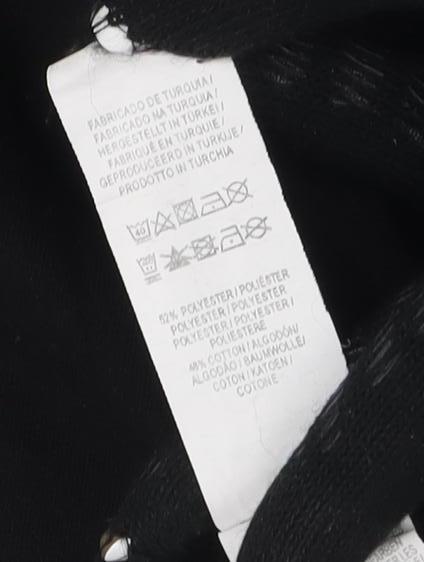 FABRICADO DE TURQUIA/
FABRICADO NA TURQUIA/
HERGESTELLT IN TÜRKEI/
FABRIQUÉ EN TURQUIE/
GEPRODUCEERD IN TURKIJE/
PRODOTTO IN TURCHIA
40
52% POLYESTER/POLIÉSTER
POLYESTER/POLYESTER
POLYESTER/POLYESTER/
POLIESTERE
48% COTTON/ALGODÓN/
ALGODÃO/BAUMWOLLE/
COTON/KATOEN/
COTONE